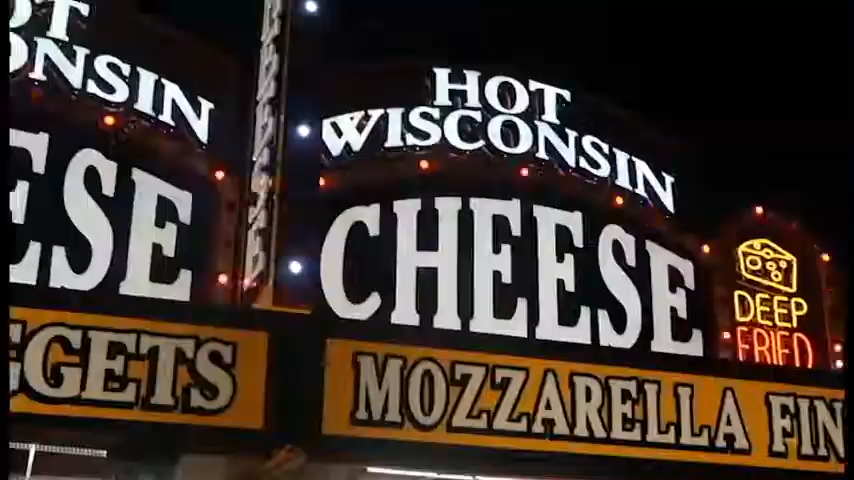 HOT
WISCONSIN
CHEESE
DEEP
FRIED
MOZZARELLA FIN
OT
ONSIN
ESE
GGETS